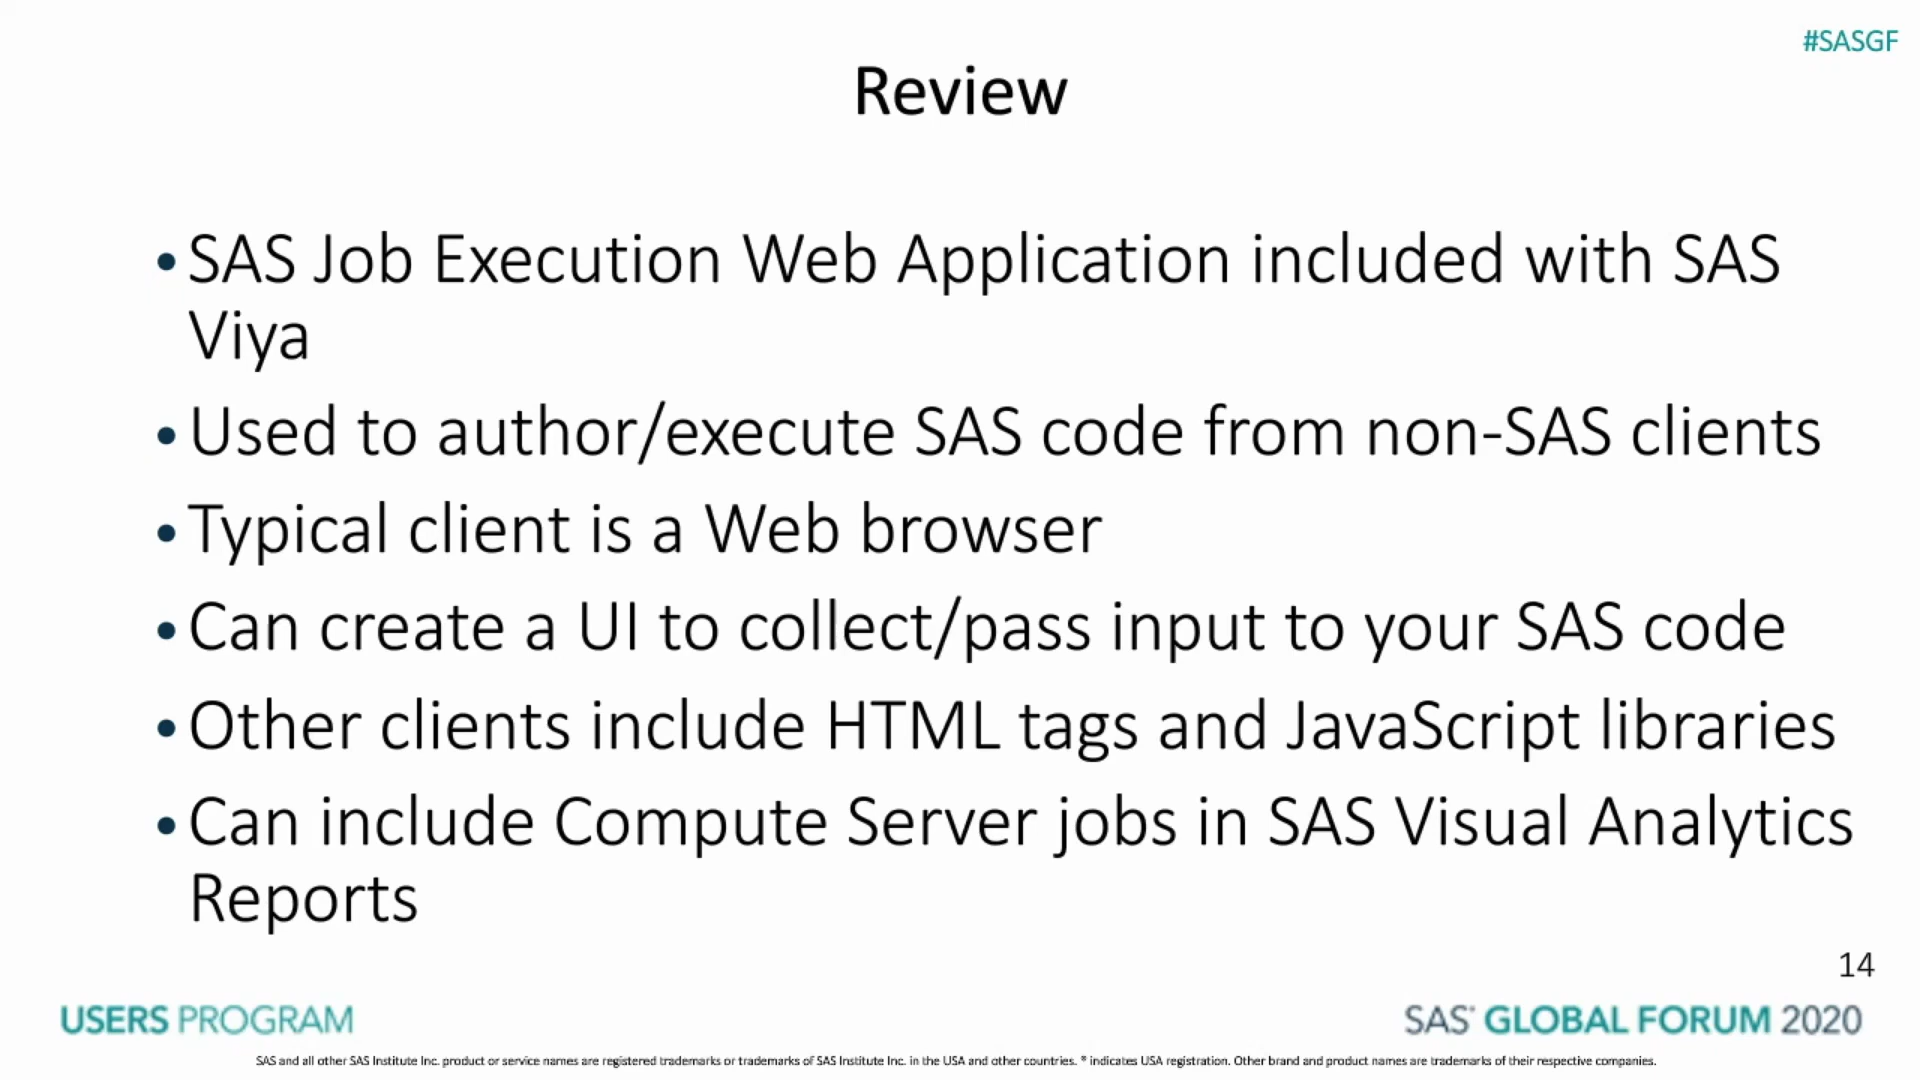 #SASGF
Review
• SAS Job Execution Web Application included with SAS
Viya
• Used to author/execute SAS code from non-SAS clients
• Typical client is a Web browser
• Can create a UI to collect/pass input to your SAS code
• Other clients include HTML tags and JavaScript libraries
• Can include Compute Server jobs in SAS Visual Analytics
Reports
14
USERS PROGRAM
SAS® GLOBAL FORUM 2020
SAS and all other SAS Institute Inc. product or service names are registered trademarks or trademarks of SAS Institute Inc. in the USA and other countries. ® indicates USA registration. Other brand and product names are trademarks of their respective companies.